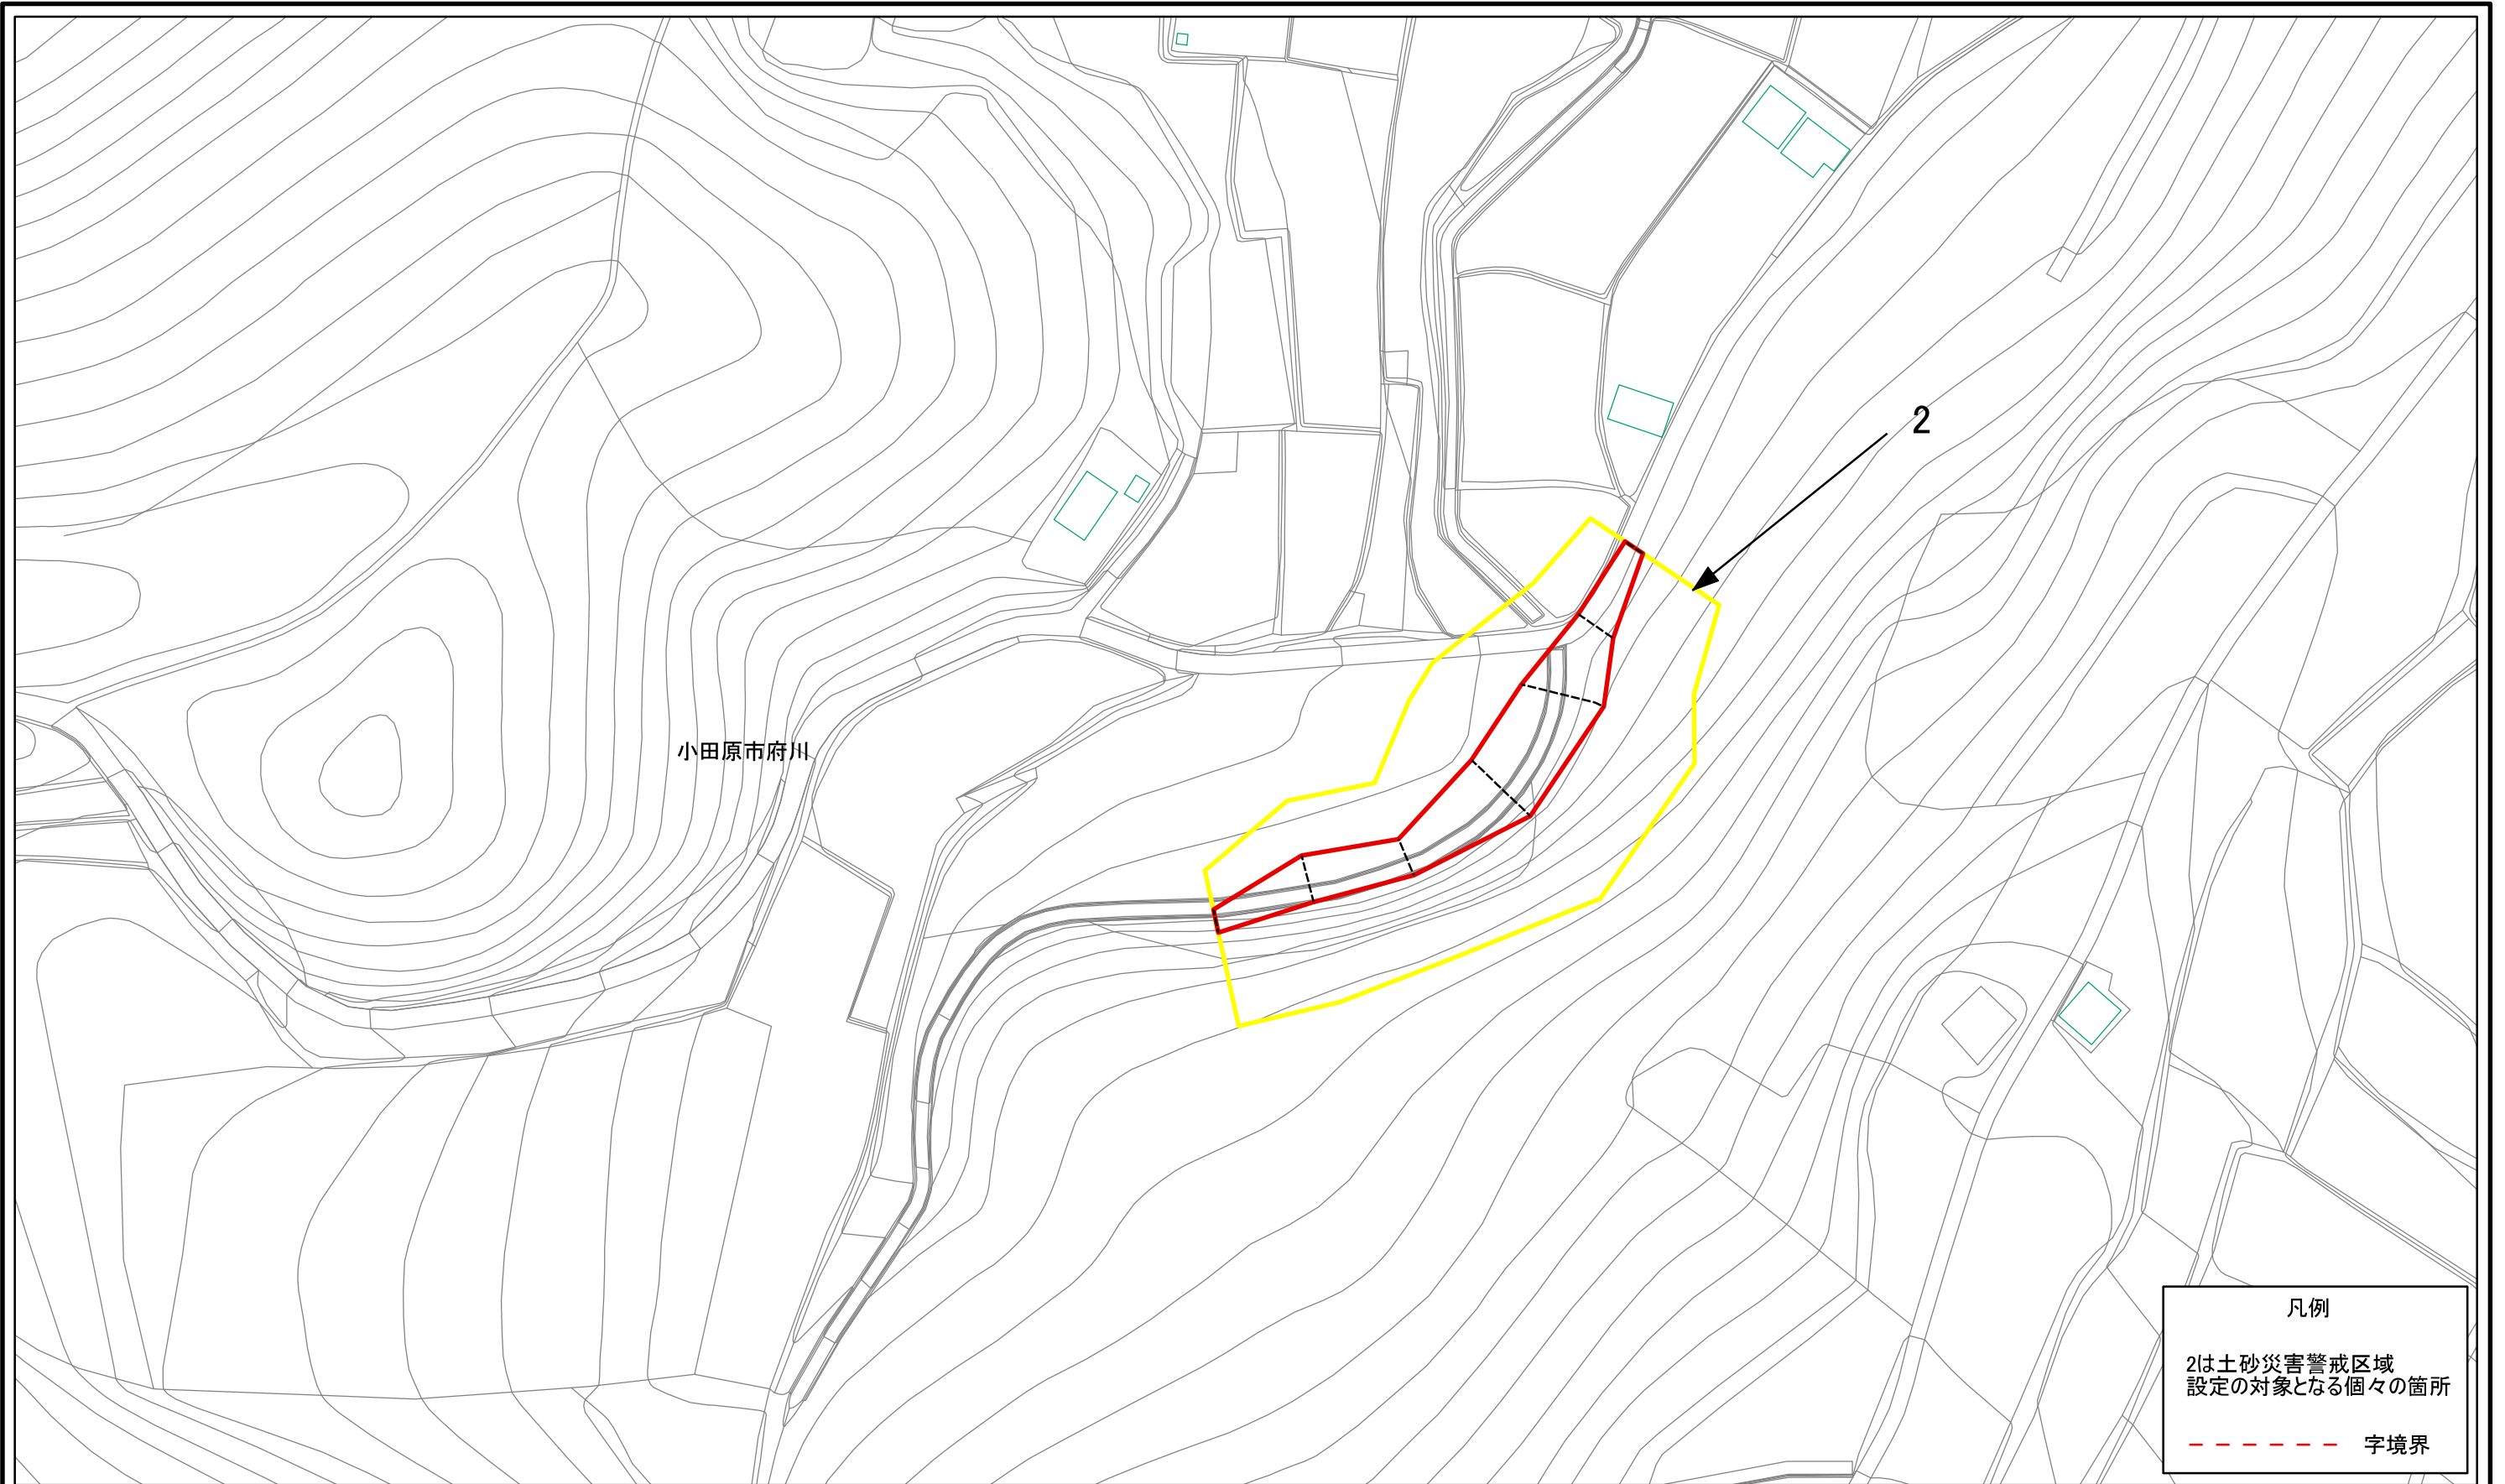 2
小田原市府川
凡例
2は土砂災害警戒区域
設定の対象となる個々の箇所
字境界